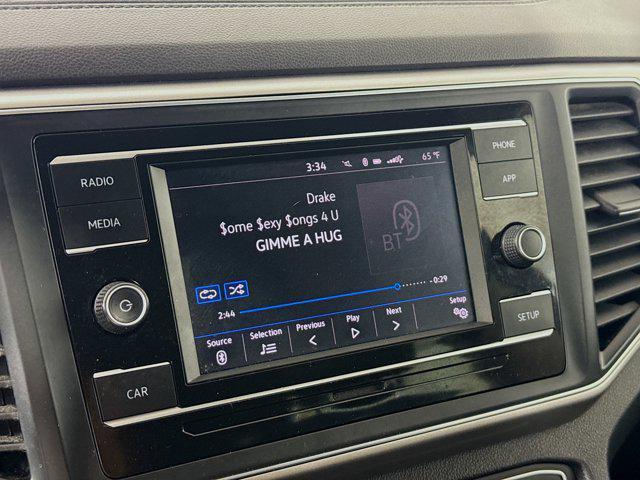 3:34 65 °F
PHONE
RADIO
APP
MEDIA
Drake
$ome $exy $ongs 4 U
GIMME A HUG
BT
2:44 -0:29
Source Selection Previous Play Next Setup
SETUP
CAR